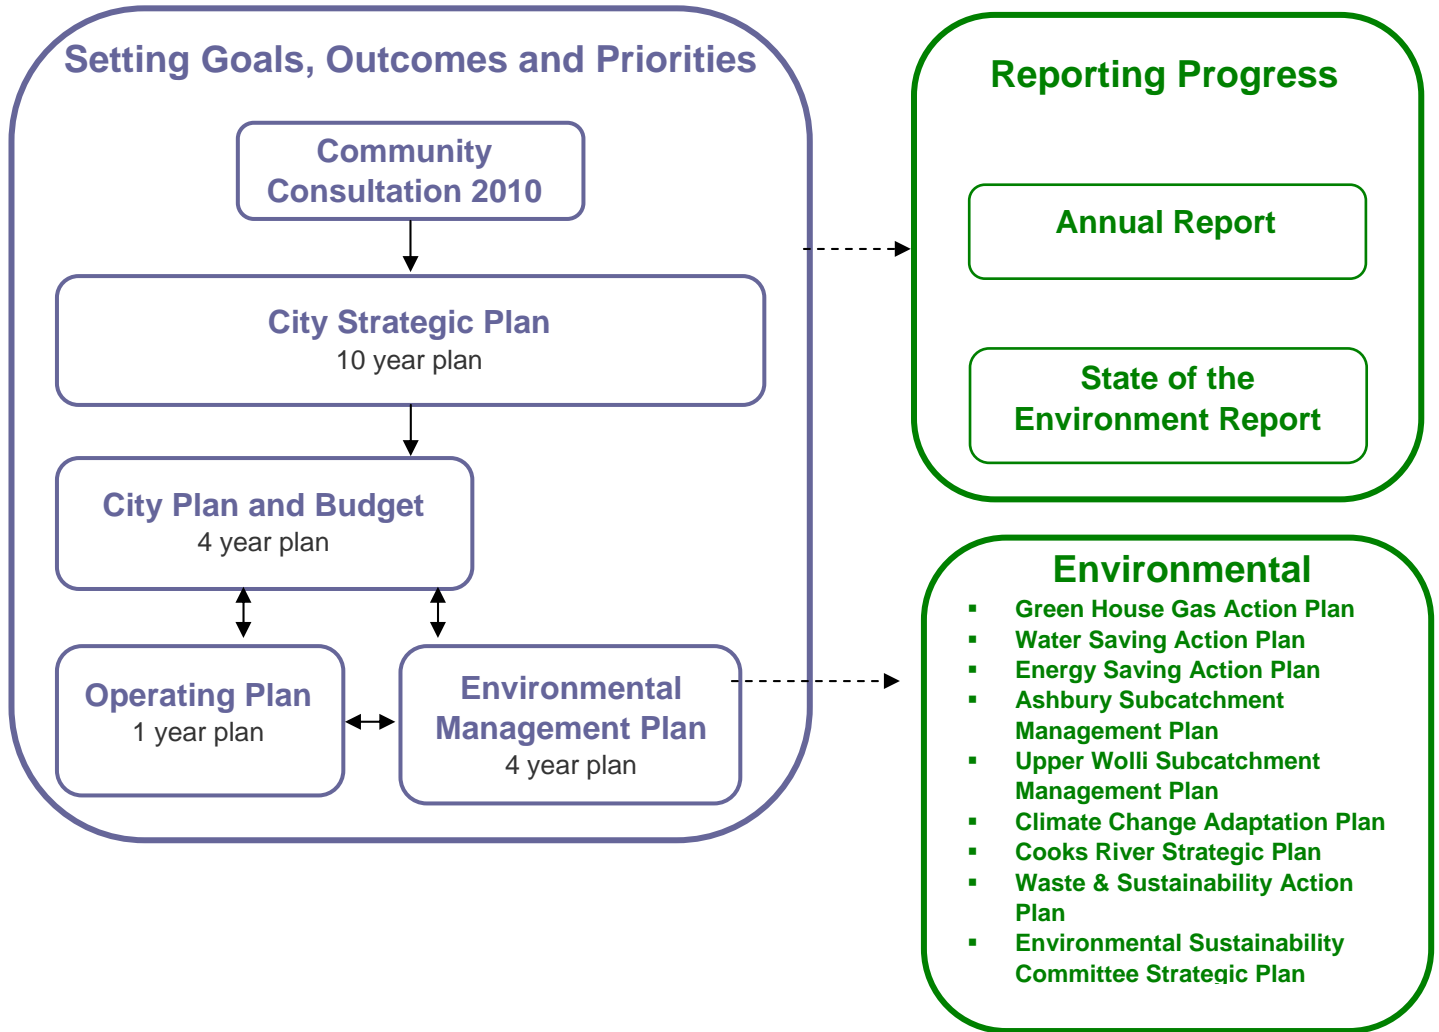 Setting Goals, Outcomes and Priorities
Community
Consultation 2010
City Strategic Plan
10 year plan
City Plan and Budget
4 year plan
Operating Plan
1 year plan
Environmental
Management Plan
4 year plan
Reporting Progress
Annual Report
State of the
Environment Report
Environmental
▪ Green House Gas Action Plan
▪ Water Saving Action Plan
▪ Energy Saving Action Plan
▪ Ashbury Subcatchment
Management Plan
▪ Upper Wolli Subcatchment
Management Plan
▪ Climate Change Adaptation Plan
▪ Cooks River Strategic Plan
▪ Waste & Sustainability Action
Plan
▪ Environmental Sustainability
Committee Strategic Plan